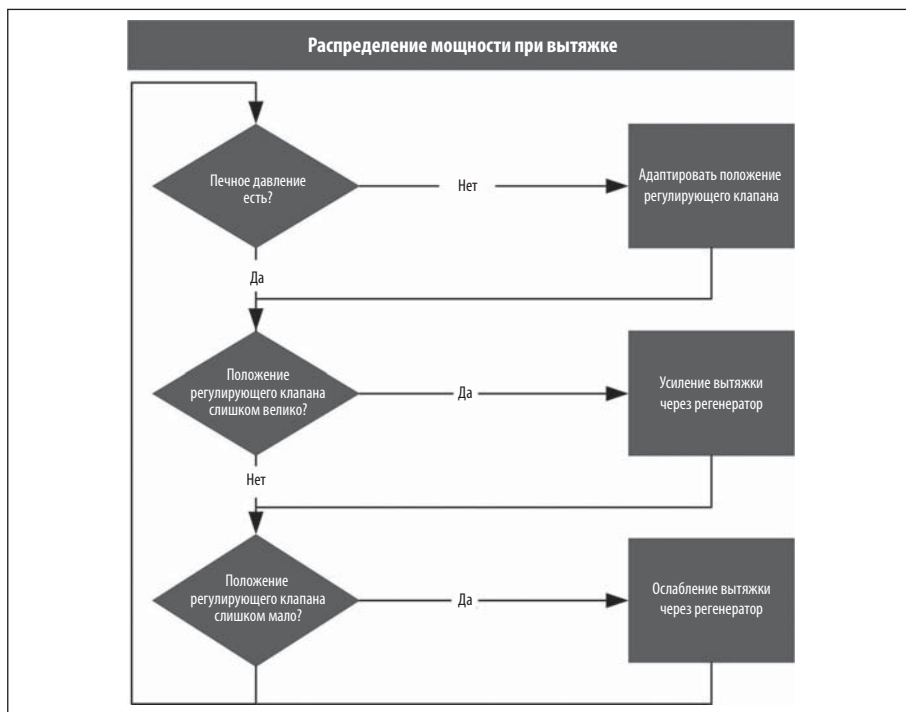 Распределение мощности при вытяжке
Печное давление
есть?
Нет
Адаптировать положение
регулирующего клапана
Да
Положение
регулирующего клапана
слишком велико?
Да
Усиление вытяжки
через регенератор
Нет
Положение
регулирующего клапана
слишком мало?
Да
Ослабление вытяжки
через регенератор